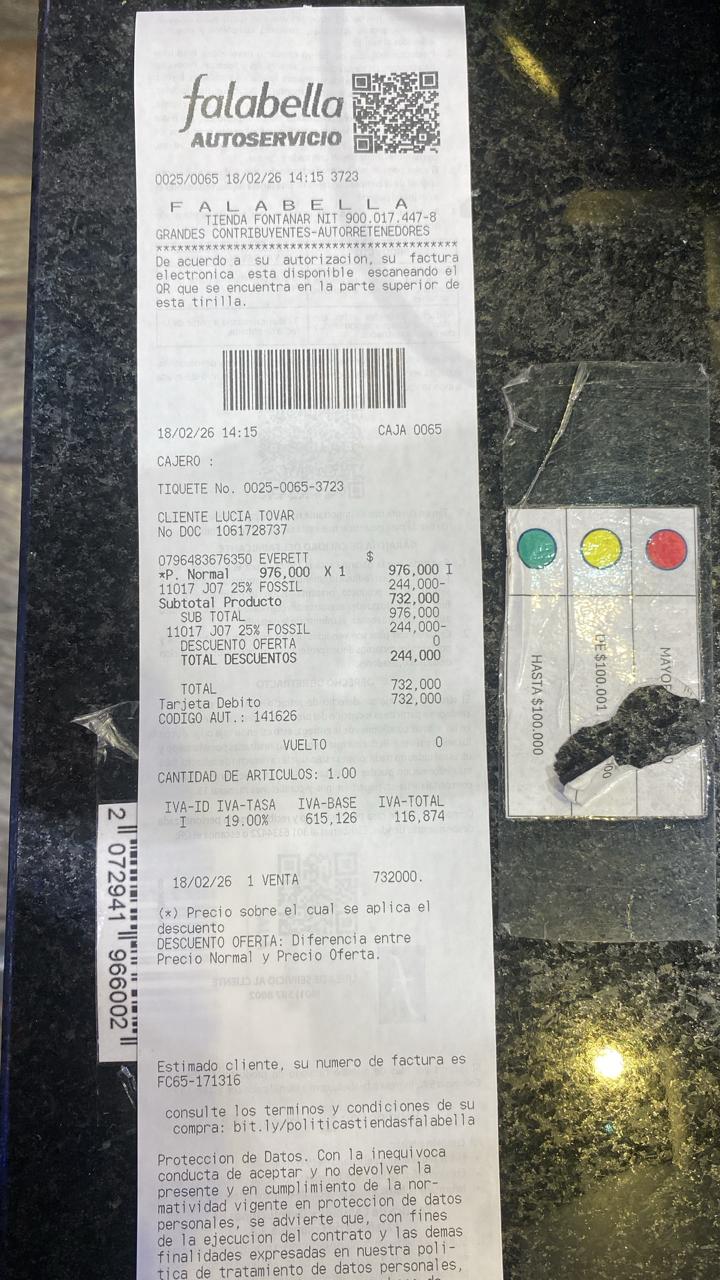 falabella
AUTOSERVICIO
0025/0065 18/02/26 14:15 3723
F A L A B E L L A
TIENDA FONTANAR NIT 900.017.447-8
GRANDES CONTRIBUYENTES-AUTORRETENEDORES
****************************************************
De acuerdo a su autorizacion, su factura
electronica esta disponible escaneando el
QR que se encuentra en la parte superior de
esta tirilla.
18/02/26 14:15 CAJA 0065
CAJERO :
TIQUETE No. 0025-0065-3723
CLIENTE LUCIA TOVAR
No DOC 1061728737
0796483676350 EVERETT $
*P. Normal 976,000 X 1 976,000 I
11017 J07 25% FOSSIL 244,000-
Subtotal Producto 732,000
SUB TOTAL 976,000
11017 J07 25% FOSSIL 244,000-
DESCUENTO OFERTA 0
TOTAL DESCUENTOS 244,000
TOTAL 732,000
Tarjeta Debito 732,000
CODIGO AUT.: 141626
VUELTO 0
CANTIDAD DE ARTICULOS: 1.00
IVA-ID IVA-TASA IVA-BASE IVA-TOTAL
I 19.00% 615,126 116,874
18/02/26 1 VENTA 732000.
(*) Precio sobre el cual se aplica el
descuento
DESCUENTO OFERTA: Diferencia entre
Precio Normal y Precio Oferta.
Estimado cliente, su numero de factura es
FC65-171316
consulte los terminos y condiciones de su
compra: bit.ly/politicastiendasfalabella
Proteccion de Datos. Con la inequivoca
conducta de aceptar y no devolver la
presente y en cumplimiento de la nor-
matividad vigente en proteccion de datos
personales, se advierte que, con fines
de la ejecucion del contrato y las demas
finalidades expresadas en nuestra poli-
tica de tratamiento de datos personales,
2 072941 966002
HASTA $100.000
DE $100.001